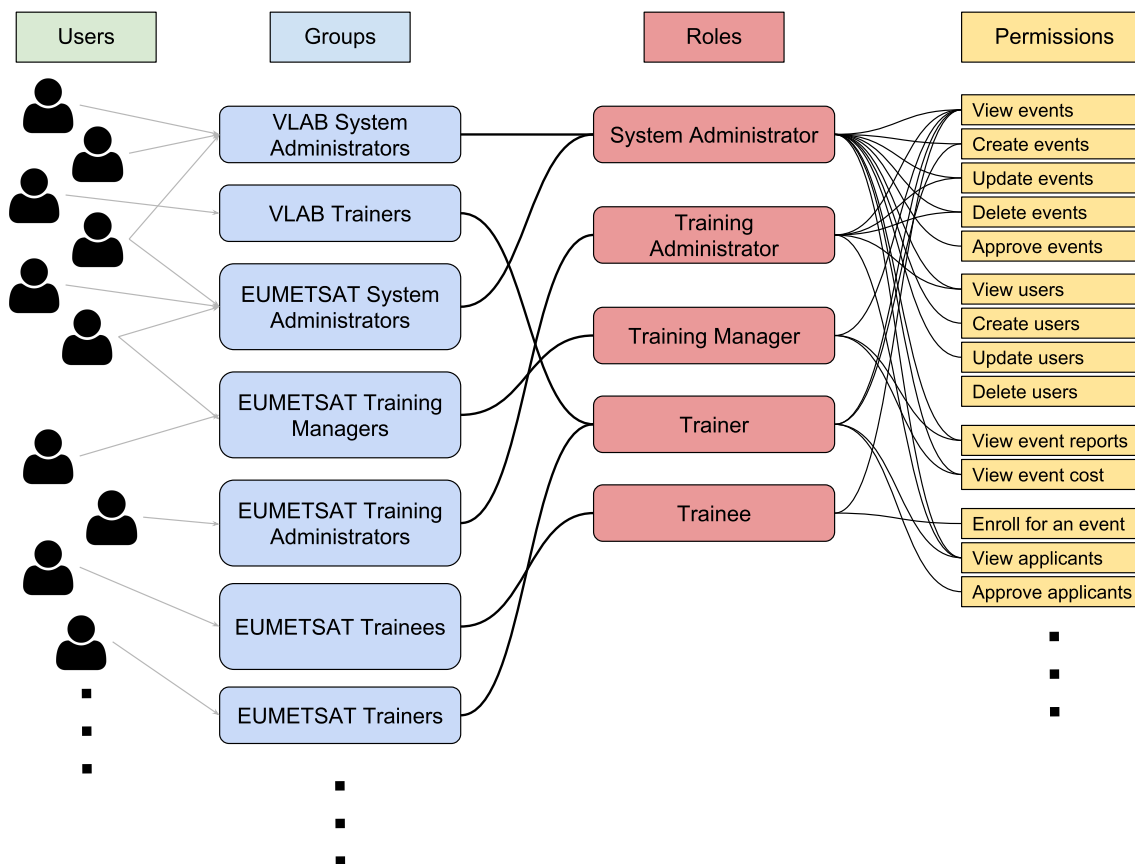 Users
Groups
Roles
Permissions
VLAB System
Administrators
VLAB Trainers
EUMETSAT System
Administrators
EUMETSAT Training
Managers
EUMETSAT Training
Administrators
EUMETSAT Trainees
EUMETSAT Trainers
System Administrator
Training
Administrator
Training Manager
Trainer
Trainee
View events
Create events
Update events
Delete events
Approve events
View users
Create users
Update users
Delete users
View event reports
View event cost
Enroll for an event
View applicants
Approve applicants